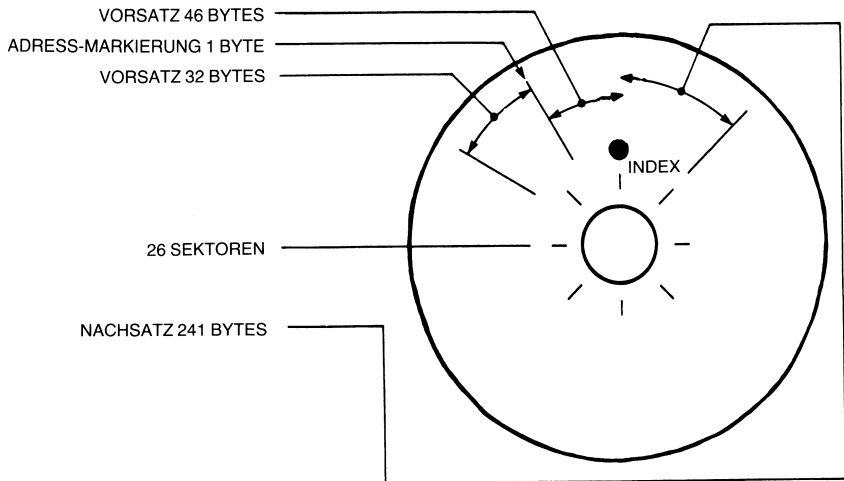 VORSATZ 46 BYTES
ADRESS-MARKIERUNG 1 BYTE
VORSATZ 32 BYTES
INDEX
26 SEKTOREN
NACHSATZ 241 BYTES